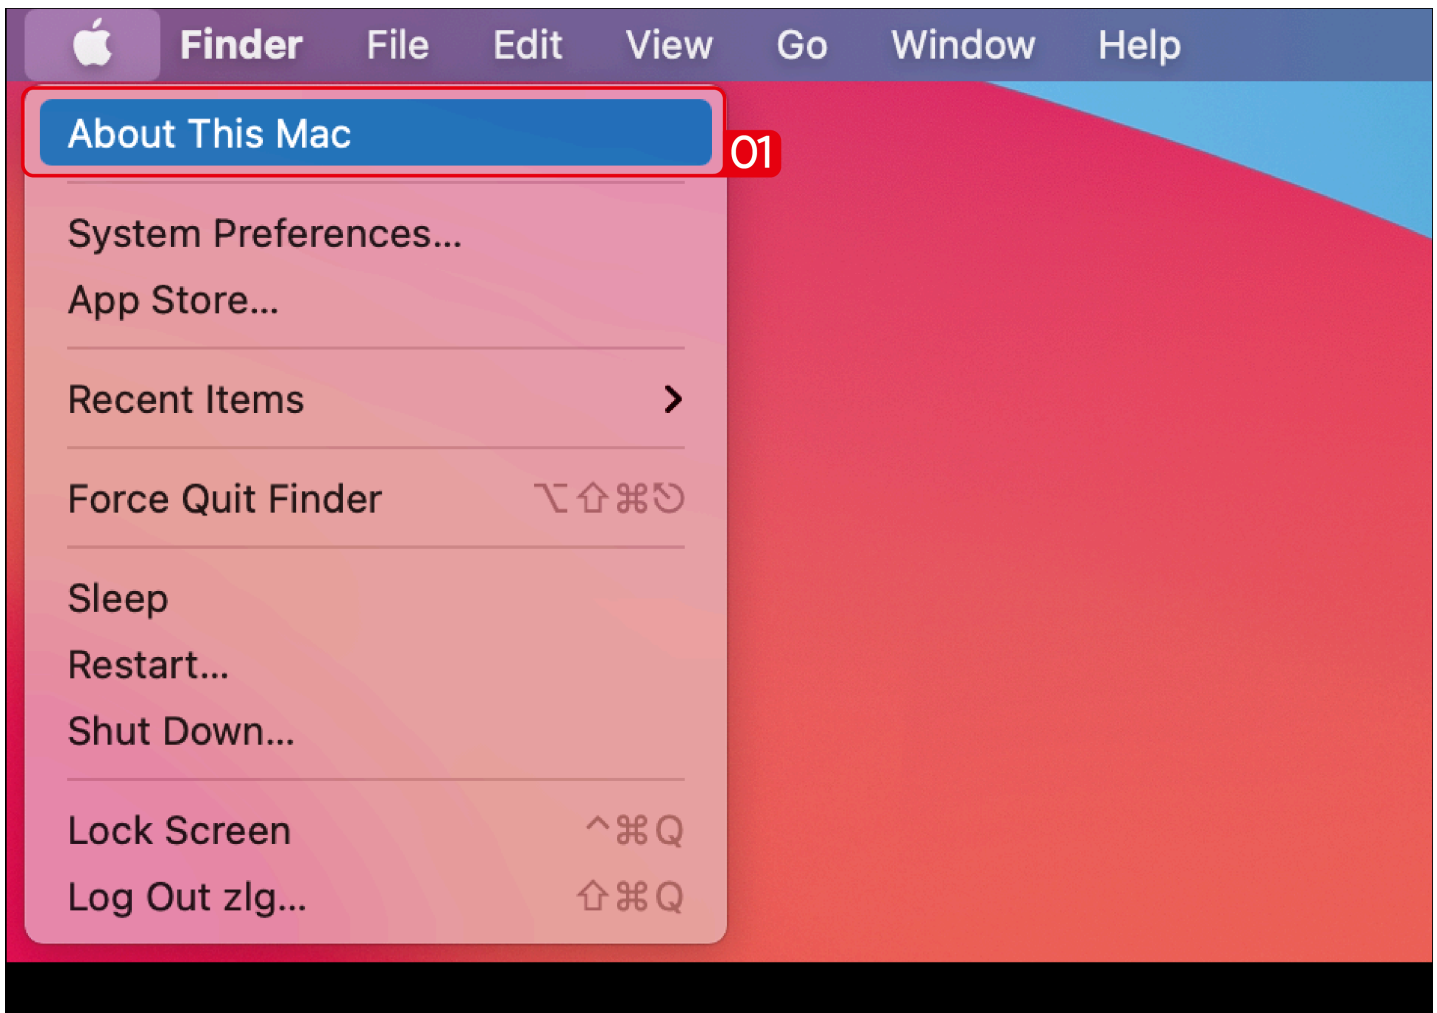 Finder File Edit View Go Window Help
About This Mac
01
System Preferences...
App Store...
Recent Items
Force Quit Finder ⌥⇧⌘⎋
Sleep
Restart...
Shut Down...
Lock Screen ^⌘Q
Log Out zlg... ⇧⌘Q